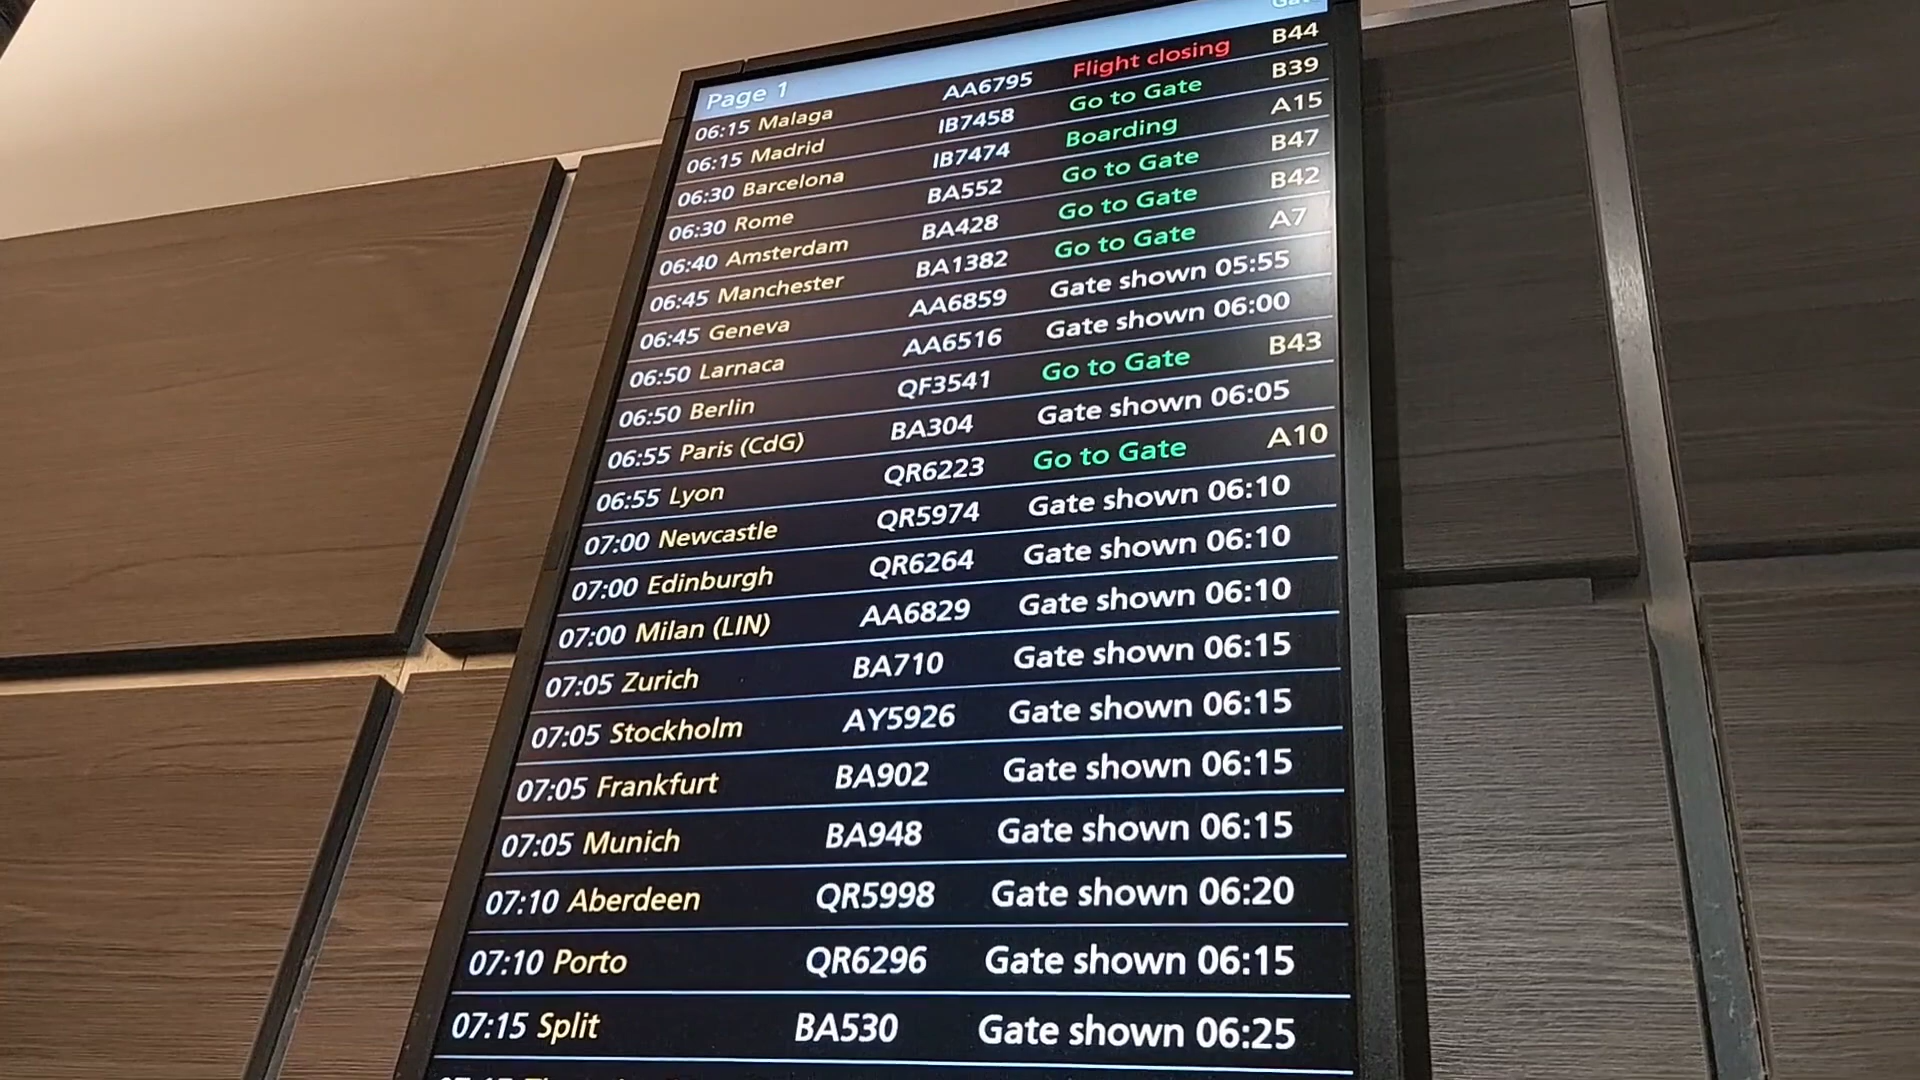 Page 1
06:15 Malaga AA6795 Flight closing B44
06:15 Madrid IB7458 Go to Gate B39
06:30 Barcelona IB7474 Boarding A15
06:30 Rome BA552 Go to Gate B47
06:40 Amsterdam BA428 Go to Gate B42
06:45 Manchester BA1382 Go to Gate A7
06:45 Geneva AA6859 Gate shown 05:55
06:50 Larnaca AA6516 Gate shown 06:00
06:50 Berlin QF3541 Go to Gate B43
06:55 Paris (CdG) BA304 Gate shown 06:05
06:55 Lyon QR6223 Go to Gate A10
07:00 Newcastle QR5974 Gate shown 06:10
07:00 Edinburgh QR6264 Gate shown 06:10
07:00 Milan (LIN) AA6829 Gate shown 06:10
07:05 Zurich BA710 Gate shown 06:15
07:05 Stockholm AY5926 Gate shown 06:15
07:05 Frankfurt BA902 Gate shown 06:15
07:05 Munich BA948 Gate shown 06:15
07:10 Aberdeen QR5998 Gate shown 06:20
07:10 Porto QR6296 Gate shown 06:15
07:15 Split BA530 Gate shown 06:25